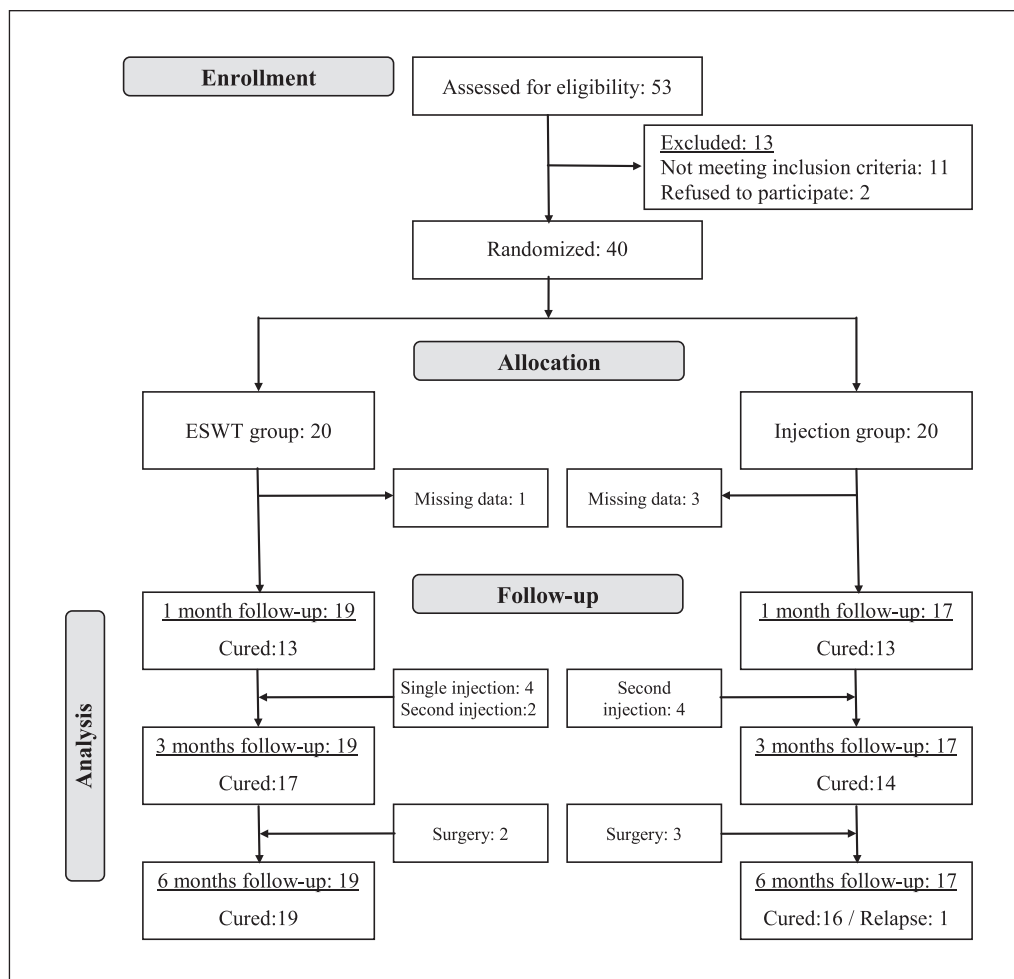 Enrollment
Assessed for eligibility: 53
Excluded: 13
Not meeting inclusion criteria: 11
Refused to participate: 2
Randomized: 40
Allocation
ESWT group: 20
Injection group: 20
Missing data: 1
Missing data: 3
Follow-up
Analysis
1 month follow-up: 19
Cured:13
1 month follow-up: 17
Cured:13
Single injection: 4
Second injection:2
Second
injection: 4
3 months follow-up: 19
Cured:17
3 months follow-up: 17
Cured:14
Surgery: 2
Surgery: 3
6 months follow-up: 19
Cured:19
6 months follow-up: 17
Cured:16 / Relapse: 1